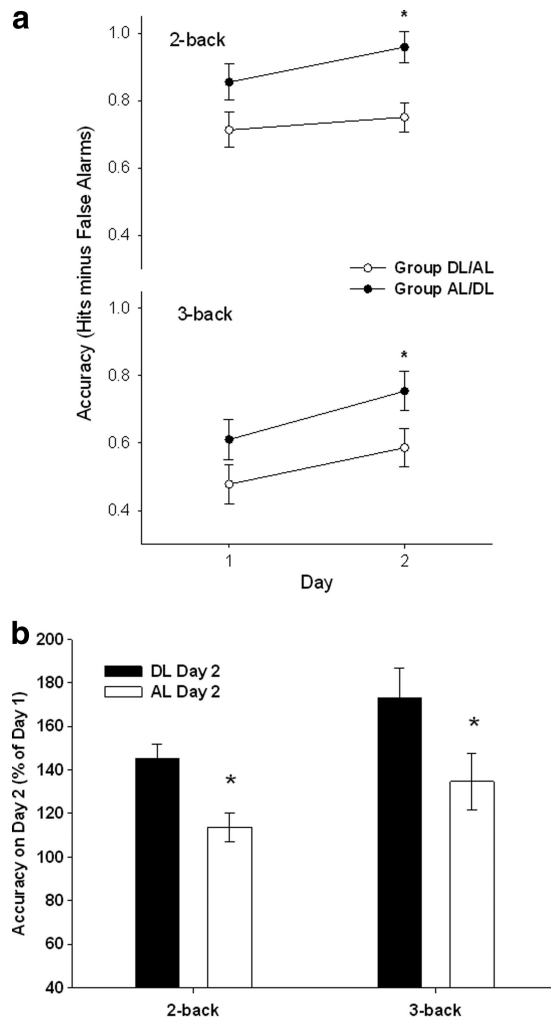 a
Accuracy (Hits minus False Alarms)
2-back
*
1.0
0.8
0.6
0.4
Group DL/AL
Group AL/DL
3-back
*
1.0
0.8
0.6
0.4
1 2
Day
b
Accuracy on Day 2 (% of Day 1)
200
180
160
140
120
100
80
60
40
DL Day 2
AL Day 2
*
*
2-back 3-back